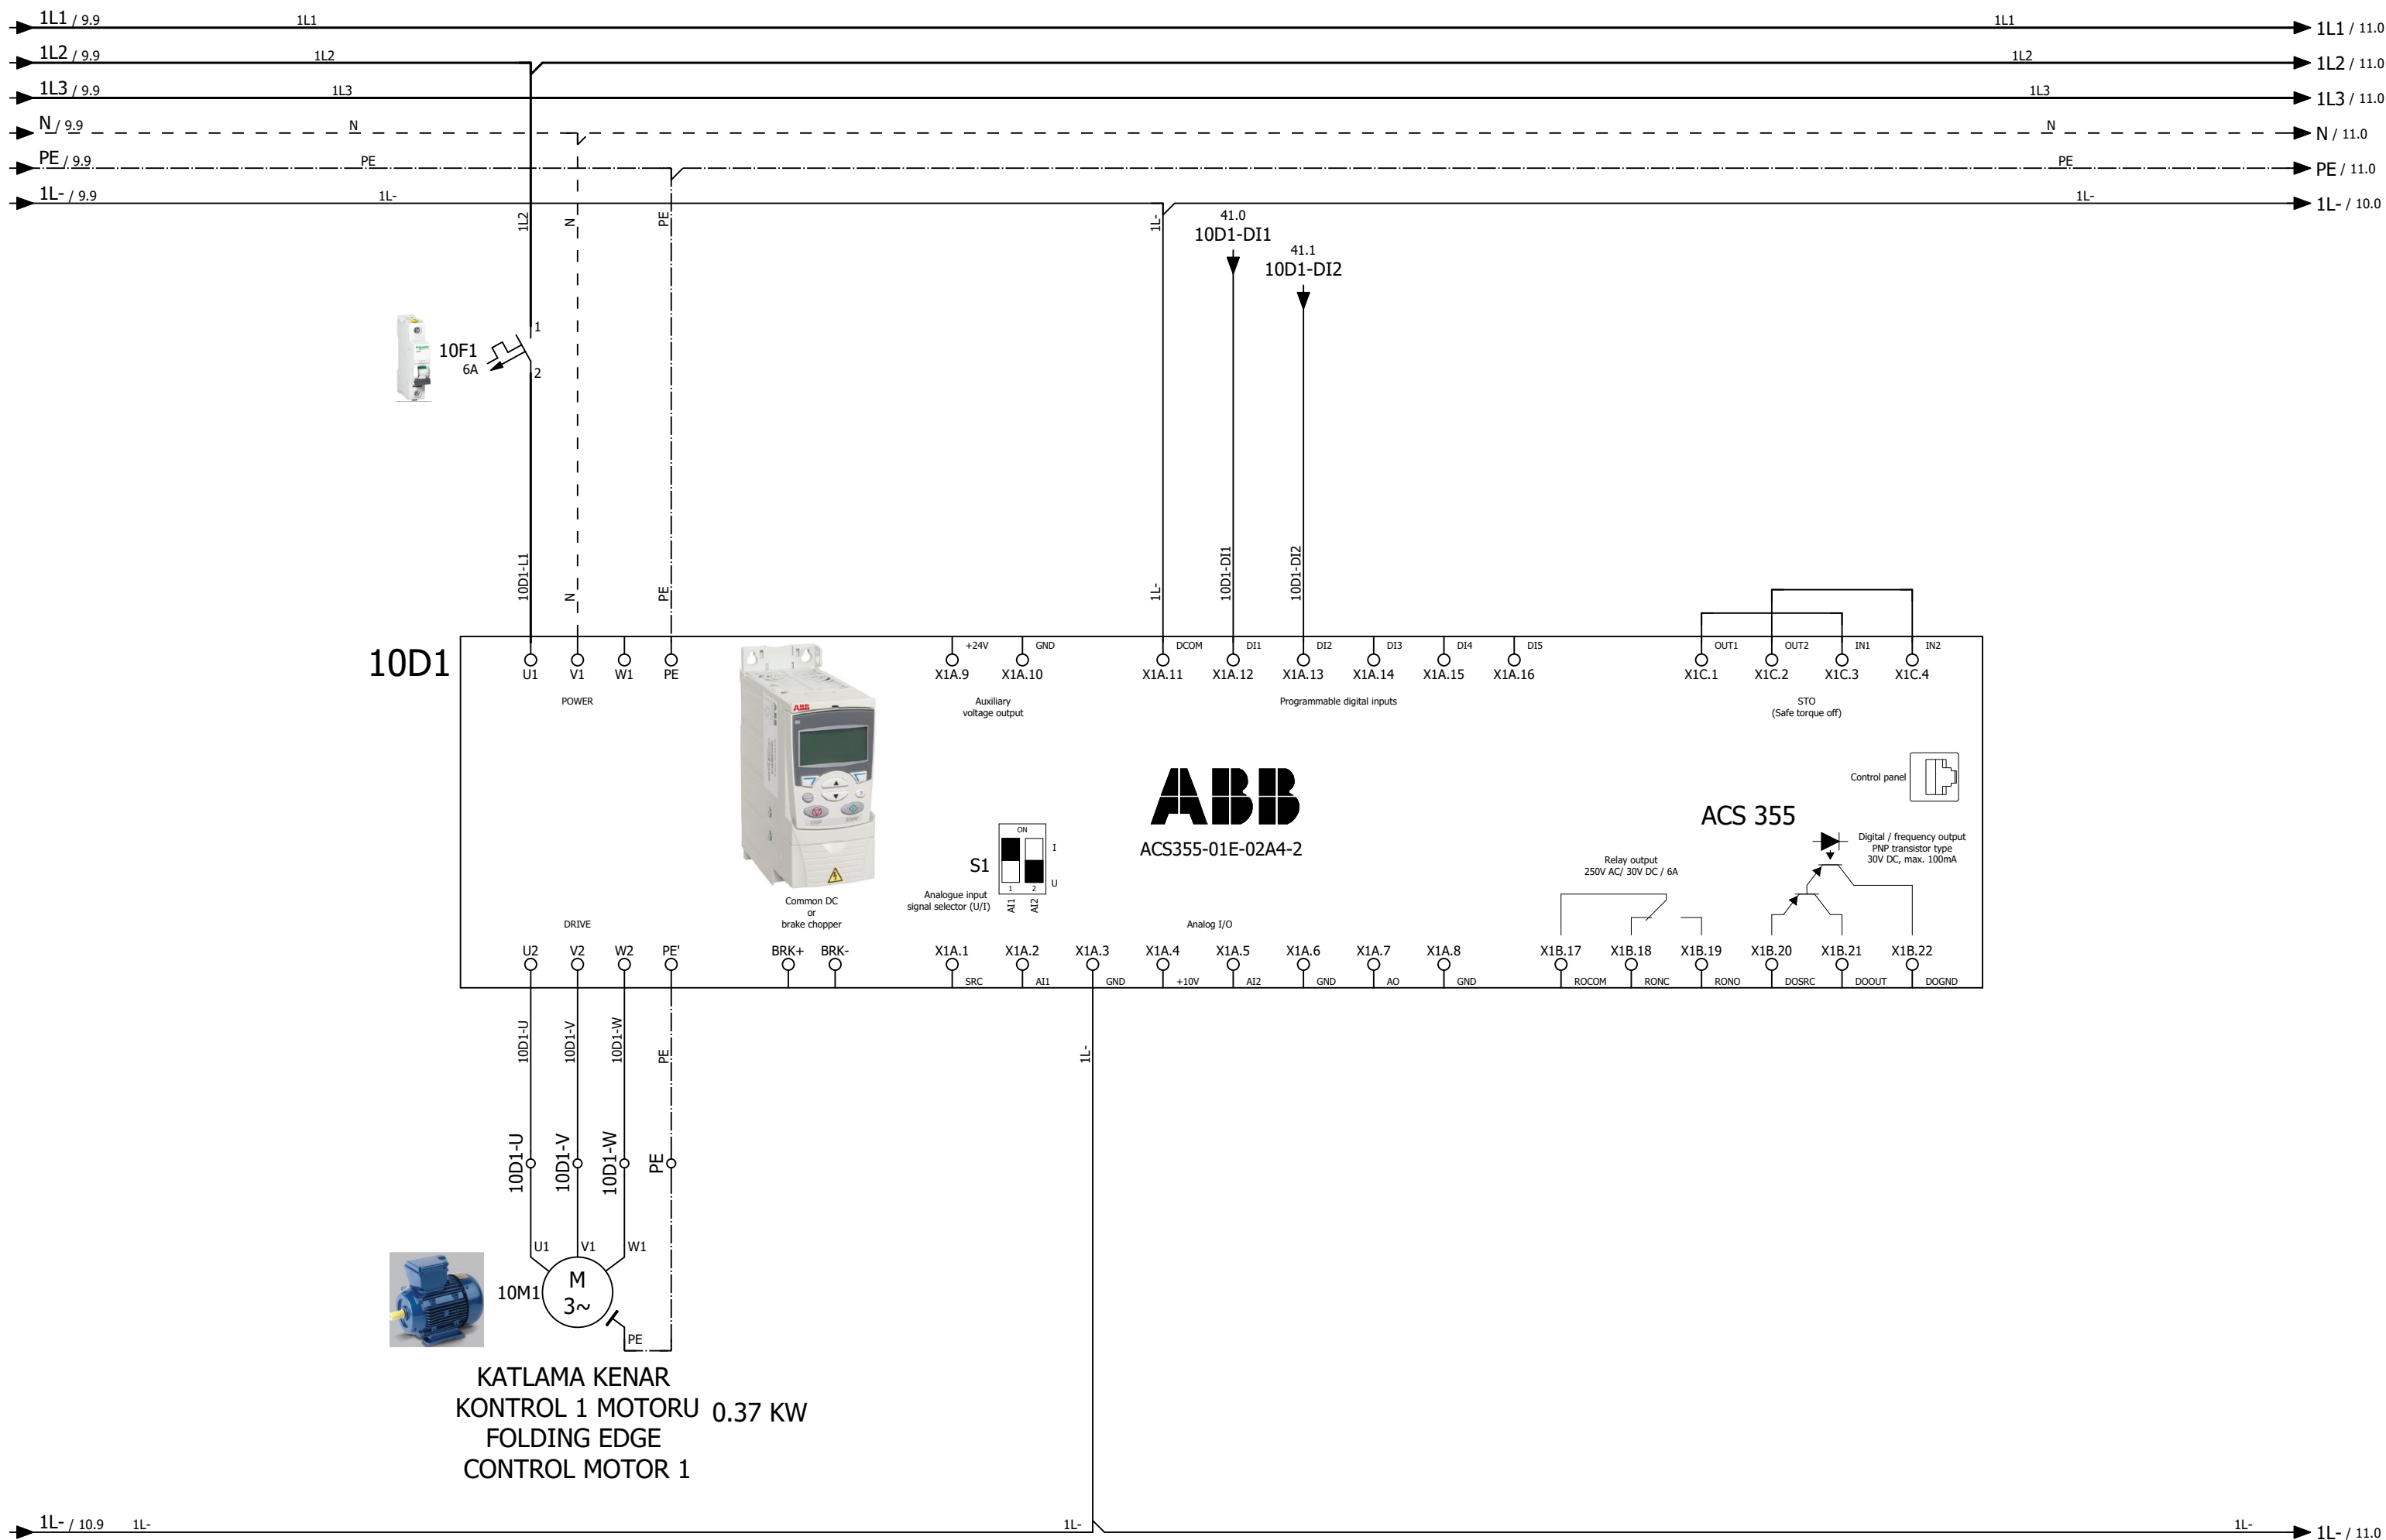 1L1 / 9.9 1L1 1L1 1L1 / 11.0
1L2 / 9.9 1L2 1L2 1L2 / 11.0
1L3 / 9.9 1L3 1L3 1L3 / 11.0
N / 9.9 N N N / 11.0
PE / 9.9 PE PE PE / 11.0
1L- / 9.9 1L- 1L- 1L- / 10.0
1L2 N PE 1L-
41.0
10D1-DI1
41.1
10D1-DI2
1
10F1
6A
2
10D1-L1 N PE 1L- 10D1-DI1 10D1-DI2
10D1
+24V GND DCOM DI1 DI2 DI3 DI4 DI5 OUT1 OUT2 IN1 IN2
U1 V1 W1 PE X1A.9 X1A.10 X1A.11 X1A.12 X1A.13 X1A.14 X1A.15 X1A.16 X1C.1 X1C.2 X1C.3 X1C.4
POWER
Auxiliary
voltage output
Programmable digital inputs
STO
(Safe torque off)
ABB
ABB
ACS355-01E-02A4-2
Control panel
ACS 355
Digital / frequency output
PNP transistor type
30V DC, max. 100mA
Relay output
250V AC/ 30V DC / 6A
ON
I
S1
U
1 2
AI1 AI2
Analogue input
signal selector (U/I)
Common DC
or
brake chopper
DRIVE
Analog I/O
U2 V2 W2 PE' BRK+ BRK- X1A.1 X1A.2 X1A.3 X1A.4 X1A.5 X1A.6 X1A.7 X1A.8 X1B.17 X1B.18 X1B.19 X1B.20 X1B.21 X1B.22
SRC AI1 GND +10V AI2 GND AO GND ROCOM RONC RONO DOSRC DOOUT DOGND
10D1-U 10D1-V 10D1-W PE 1L-
10D1-U 10D1-V 10D1-W PE
U1 V1 W1
10M1
M
3~
PE
KATLAMA KENAR
KONTROL 1 MOTORU 0.37 KW
FOLDING EDGE
CONTROL MOTOR 1
1L- / 10.9 1L- 1L- 1L- 1L- / 11.0